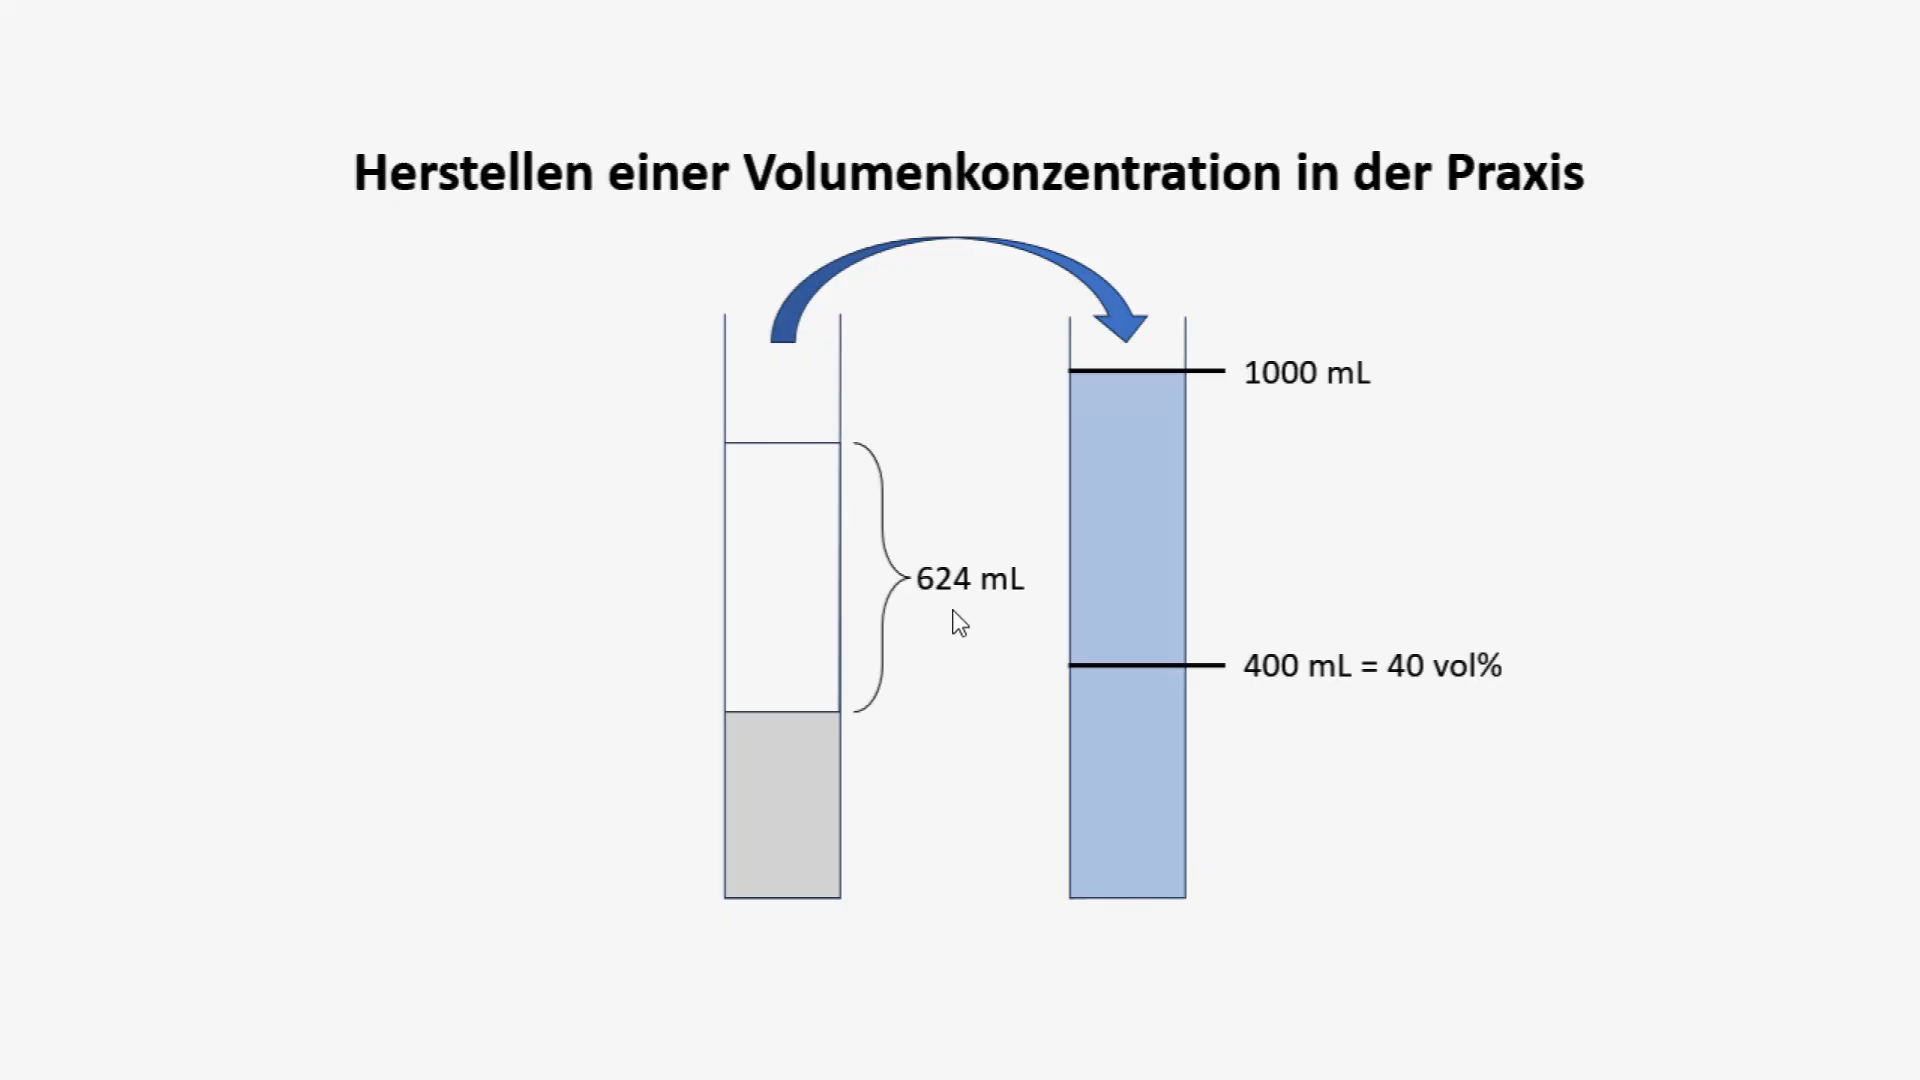 Herstellen einer Volumenkonzentration in der Praxis
1000 mL
624 mL
400 mL = 40 vol%